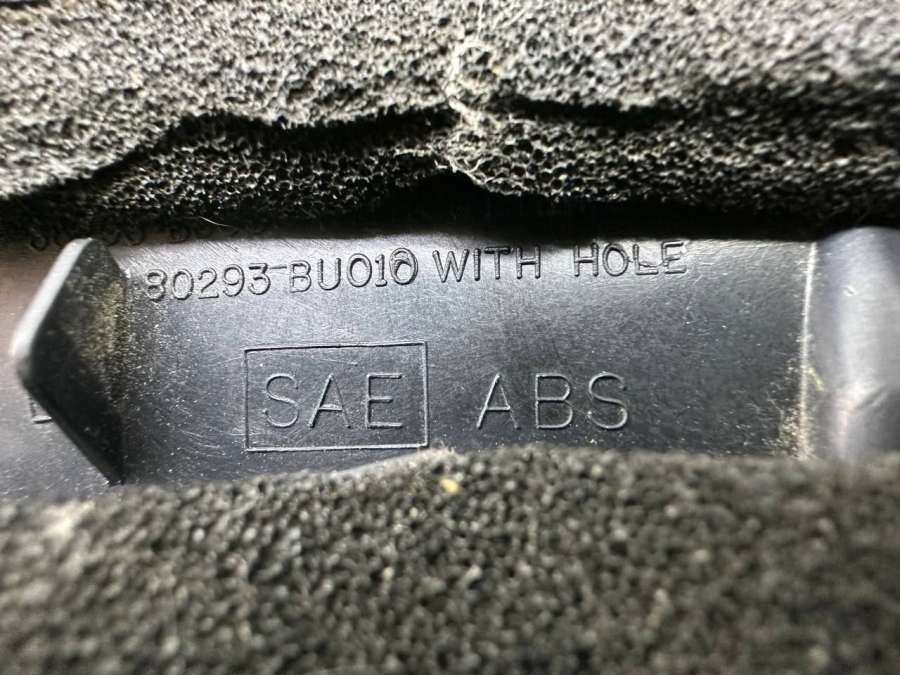 80293-BU010 WITH HOLE
SAE ABS